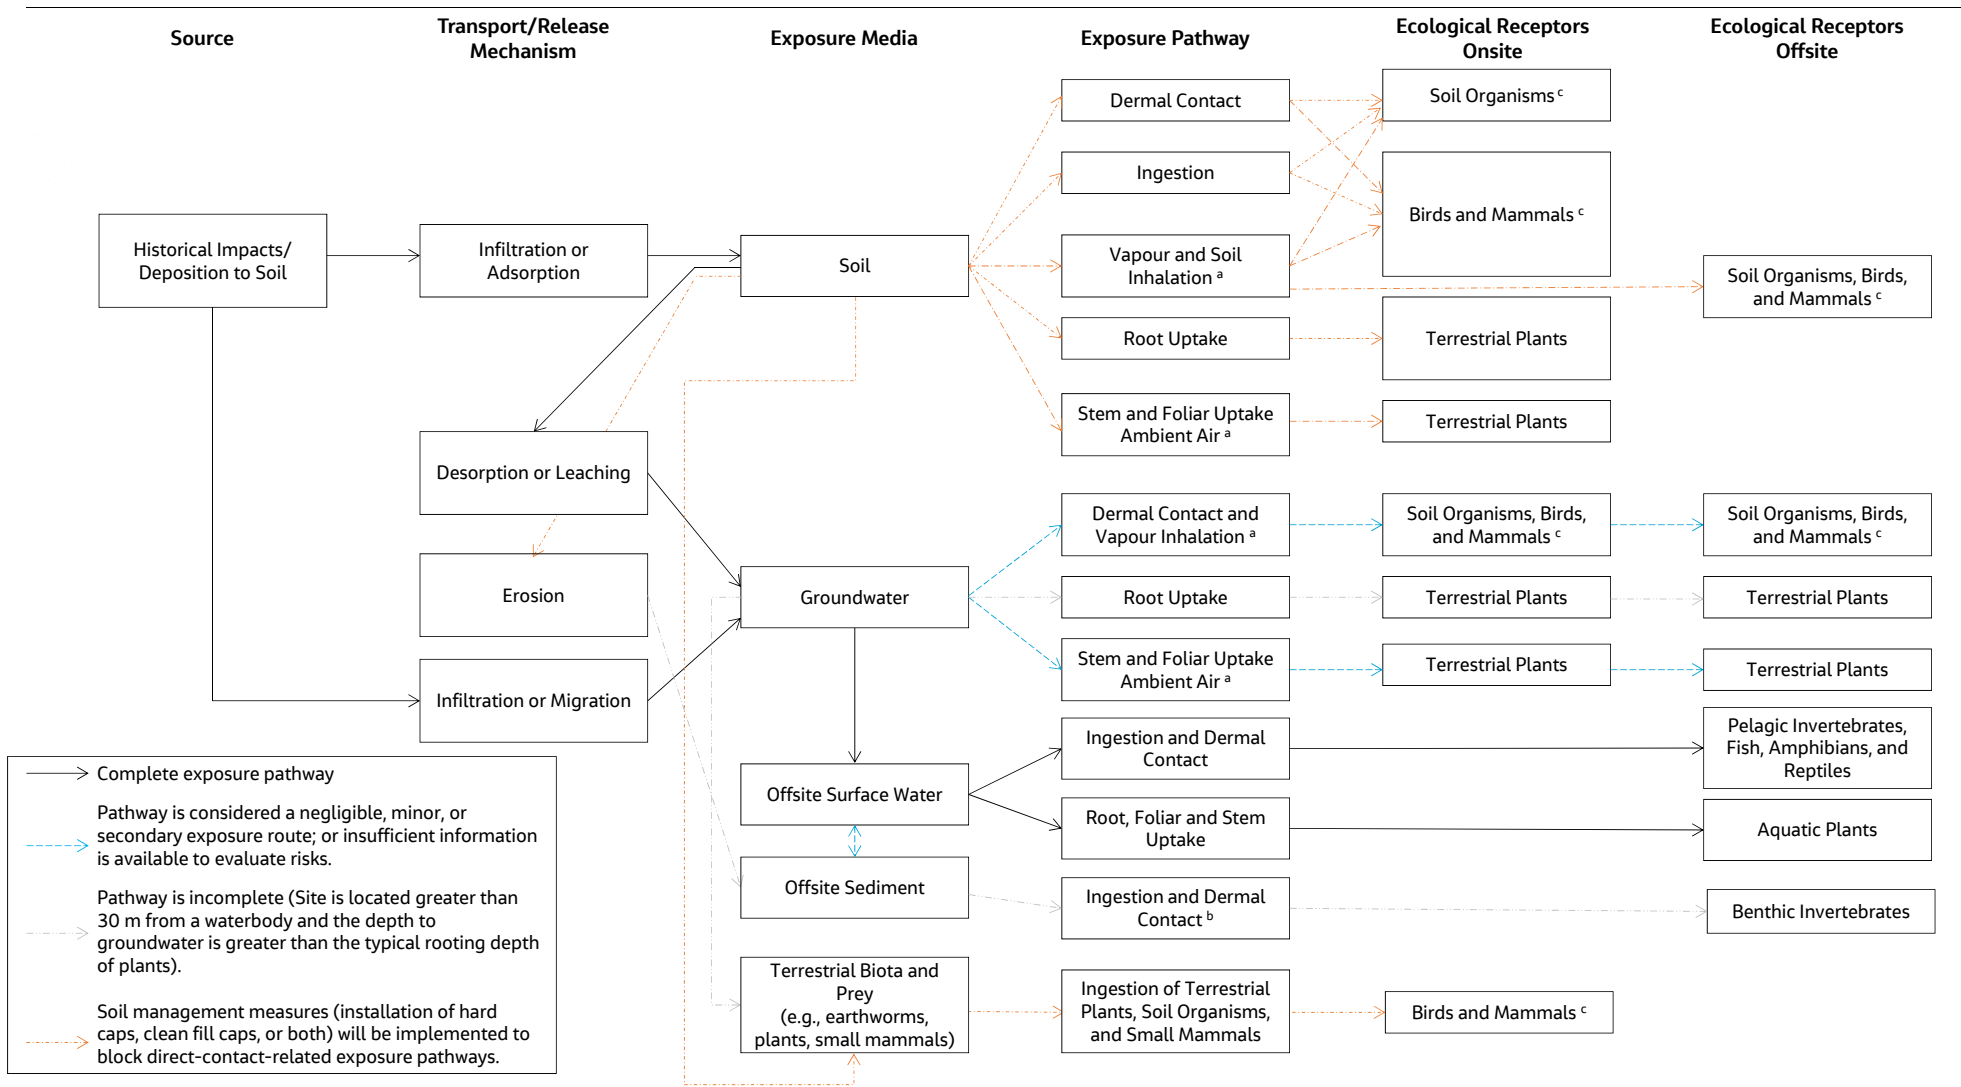 Source
Transport/Release
Mechanism
Exposure Media
Exposure Pathway
Ecological Receptors
Onsite
Ecological Receptors
Offsite
Historical Impacts/
Deposition to Soil
Infiltration or
Adsorption
Desorption or Leaching
Erosion
Infiltration or Migration
Soil
Groundwater
Offsite Surface Water
Offsite Sediment
Terrestrial Biota and
Prey
(e.g., earthworms,
plants, small mammals)
Dermal Contact
Ingestion
Vapour and Soil
Inhalation a
Root Uptake
Stem and Foliar Uptake
Ambient Air a
Dermal Contact and
Vapour Inhalation a
Root Uptake
Stem and Foliar Uptake
Ambient Air a
Ingestion and Dermal
Contact
Root, Foliar and Stem
Uptake
Ingestion and Dermal
Contact b
Ingestion of Terrestrial
Plants, Soil Organisms,
and Small Mammals
Soil Organisms c
Birds and Mammals c
Terrestrial Plants
Terrestrial Plants
Soil Organisms, Birds,
and Mammals c
Terrestrial Plants
Terrestrial Plants
Birds and Mammals c
Soil Organisms, Birds,
and Mammals c
Soil Organisms, Birds,
and Mammals c
Terrestrial Plants
Terrestrial Plants
Pelagic Invertebrates,
Fish, Amphibians, and
Reptiles
Aquatic Plants
Benthic Invertebrates
Complete exposure pathway
Pathway is considered a negligible, minor, or
secondary exposure route; or insufficient information
is available to evaluate risks.
Pathway is incomplete (Site is located greater than
30 m from a waterbody and the depth to
groundwater is greater than the typical rooting depth
of plants).
Soil management measures (installation of hard
caps, clean fill caps, or both) will be implemented to
block direct-contact-related exposure pathways.